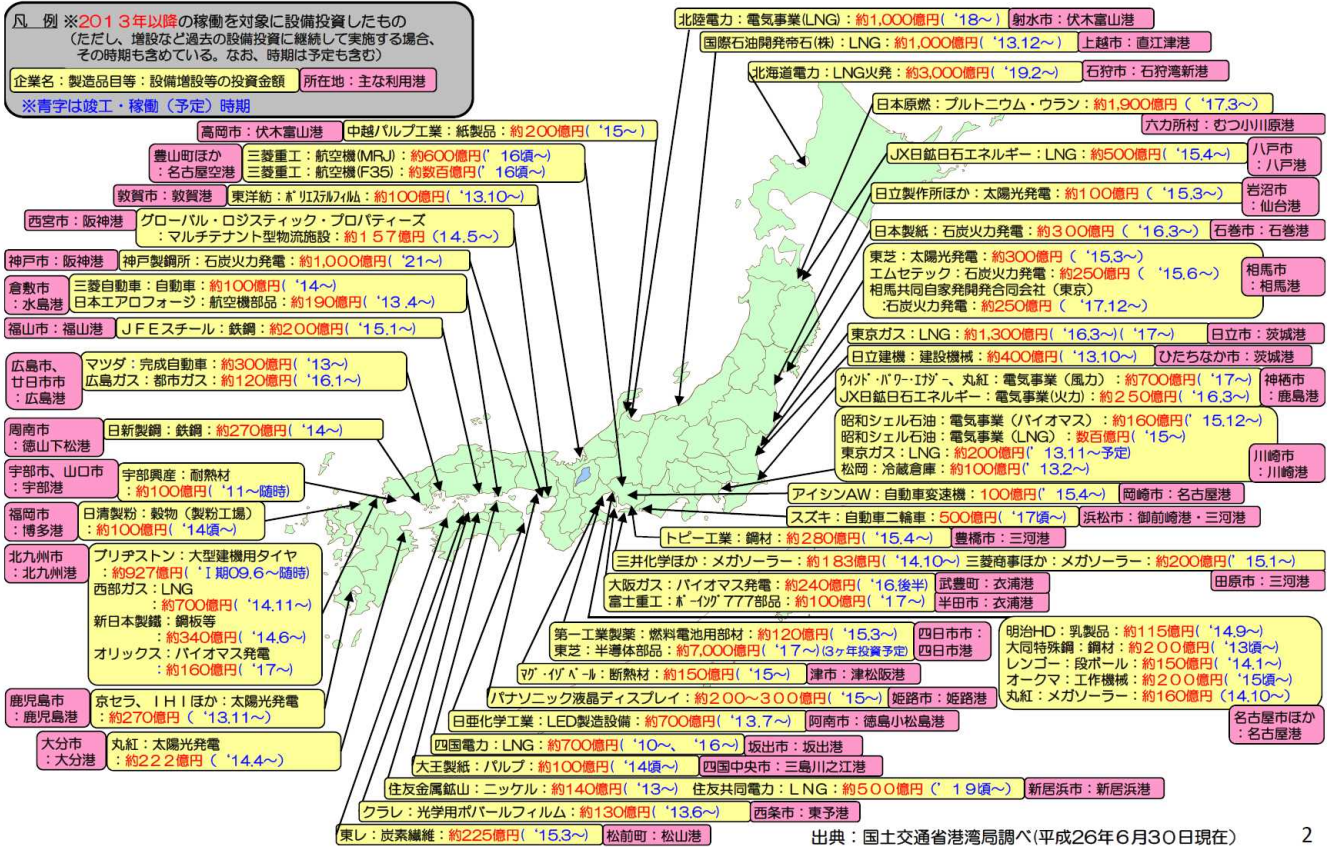 凡 例 ※2013年以降の稼働を対象に設備投資したもの
（ただし、増設など過去の設備投資に継続して実施する場合、
その時期も含めている。なお、時期は予定も含む）
企業名：製造品目等：設備増設等の投資金額 所在地：主な利用港
※青字は竣工・稼働（予定）時期
北陸電力：電気事業(LNG)：約1,000億円(‘18～) 射水市：伏木富山港
国際石油開発帝石(株)：LNG：約1,000億円(‘13.12～) 上越市：直江津港
北海道電力：LNG火発：約3,000億円(‘19.2～) 石狩市：石狩湾新港
日本原燃：プルトニウム・ウラン：約1,900億円（‘17.3～）
六カ所村：むつ小川原港
JX日鉱日石エネルギー：LNG：約500億円(‘15.4～)
八戸市
：八戸港
日立製作所ほか：太陽光発電：約100億円（‘15.3～）
岩沼市
：仙台港
日本製紙：石炭火力発電：約300億円（‘16.3～） 石巻市：石巻港
東芝：太陽光発電：約300億円（‘15.3～）
エムセテック：石炭火力発電：約250億円（‘15.6～）
相馬共同自家発開発合同会社（東京）
：石炭火力発電：約250億円（‘17.12～）
相馬市
：相馬港
東京ガス：LNG：約1,300億円(‘16.3～)(‘17～) 日立市：茨城港
日立建機：建設機械：約400億円(‘13.10～) ひたちなか市：茨城港
ｳｨﾝﾄﾞ・ﾊﾟﾜｰ・ｴﾅｼﾞｰ、丸紅：電気事業（風力）：約700億円(‘17～)
JX日鉱日石エネルギー：電気事業(火力)：約250億円(‘16.3～)
神栖市
：鹿島港
昭和シェル石油：電気事業（バイオマス）：約160億円(‘15.12～)
昭和シェル石油：電気事業（LNG）：数百億円(‘15～)
東京ガス：LNG：約200億円(‘13.11～予定)
松岡：冷蔵倉庫：約100億円(‘13.2～)
川崎市
：川崎港
アイシンAW：自動車変速機：100億円(‘15.4～) 岡崎市：名古屋港
スズキ：自動車二輪車：500億円(‘17頃～) 浜松市：御前崎港・三河港
トピー工業：鋼材：約280億円(‘15.4～) 豊橋市：三河港
三井化学ほか：メガソーラー：約183億円(‘14.10～) 三菱商事ほか：メガソーラー：約200億円(‘15.1～)
田原市：三河港
大阪ガス：バイオマス発電：約240億円(‘16.後半) 武豊町：衣浦港
富士重工：ﾎﾞｰｲﾝｸﾞ777部品：約100億円(‘17～) 半田市：衣浦港
第一工業製薬：燃料電池用部材：約120億円(‘15.3～)
東芝：半導体部品：約7,000億円(‘17～)(3ヶ年投資予定)
四日市市：
四日市港
明治HD：乳製品：約115億円(‘14.9～)
大同特殊鋼：鋼材：約200億円(‘13頃～)
レンゴー：段ボール：約150億円(‘14.1～)
オークマ：工作機械：約200億円(‘15頃～)
丸紅：メガソーラー：約160億円(‘14.10～)
名古屋市ほか
：名古屋港
ﾏｸﾞ・ｲｿﾞﾍﾞｰﾙ：断熱材：約150億円(‘15～) 津市：津松阪港
パナソニック液晶ディスプレイ：約200～300億円(‘15～) 姫路市：姫路港
日亜化学工業：LED製造設備：約700億円(‘13.7～) 阿南市：徳島小松島港
四国電力：LNG：約700億円(‘10～、‘16～) 坂出市：坂出港
大王製紙：パルプ：約100億円(‘14頃～) 四国中央市：三島川之江港
住友金属鉱山：ニッケル：約140億円(‘13～) 住友共同電力：LNG：約500億円（‘19頃～） 新居浜市：新居浜港
クラレ：光学用ポバールフィルム：約130億円(‘13.6～) 西条市：東予港
東レ：炭素繊維：約225億円(‘15.3～) 松前町：松山港
高岡市：伏木富山港 中越パルプ工業：紙製品：約200億円（‘15～）
豊山町ほか
：名古屋空港
三菱重工：航空機(MRJ)：約600億円(‘16頃～)
三菱重工：航空機(F35)：約数百億円(‘16頃～)
敦賀市：敦賀港 東洋紡：ﾎﾟﾘｴｽﾃﾙﾌｨﾙﾑ：約100億円(‘13.10～)
西宮市：阪神港
グローバル・ロジスティック・プロパティーズ
：マルチテナント型物流施設：約157億円(14.5～)
神戸市：阪神港 神戸製鋼所：石炭火力発電：約1,000億円(‘21～)
倉敷市
：水島港
三菱自動車：自動車：約100億円(‘14～)
日本エアロフォージ：航空機部品：約190億円(‘13.4～)
福山市：福山港 JFEスチール：鉄鋼：約200億円(‘15.1～)
広島市、
廿日市市
：広島港
マツダ：完成自動車：約300億円(‘13～)
広島ガス：都市ガス：約120億円(‘16.1～)
周南市
：徳山下松港
日新製鋼：鉄鋼：約270億円(‘14～)
宇部市、山口市
：宇部港
宇部興産：耐熱材
：約100億円(‘11～随時)
福岡市
：博多港
日清製粉：穀物（製粉工場）
：約100億円(‘14頃～)
北九州市
：北九州港
ブリヂストン：大型建機用タイヤ
：約927億円(‘Ⅰ期09.6～随時)
西部ガス：LNG
：約700億円(‘14.11～)
新日本製鐵：鋼板等
：約340億円(‘14.6～)
オリックス：バイオマス発電
：約160億円(‘17～)
鹿児島市
：鹿児島港
京セラ、IHIほか：太陽光発電
：約270億円（‘13.11～）
大分市
：大分港
丸紅：太陽光発電
：約222億円（‘14.4～）
出典：国土交通省港湾局調べ(平成26年6月30日現在)
2